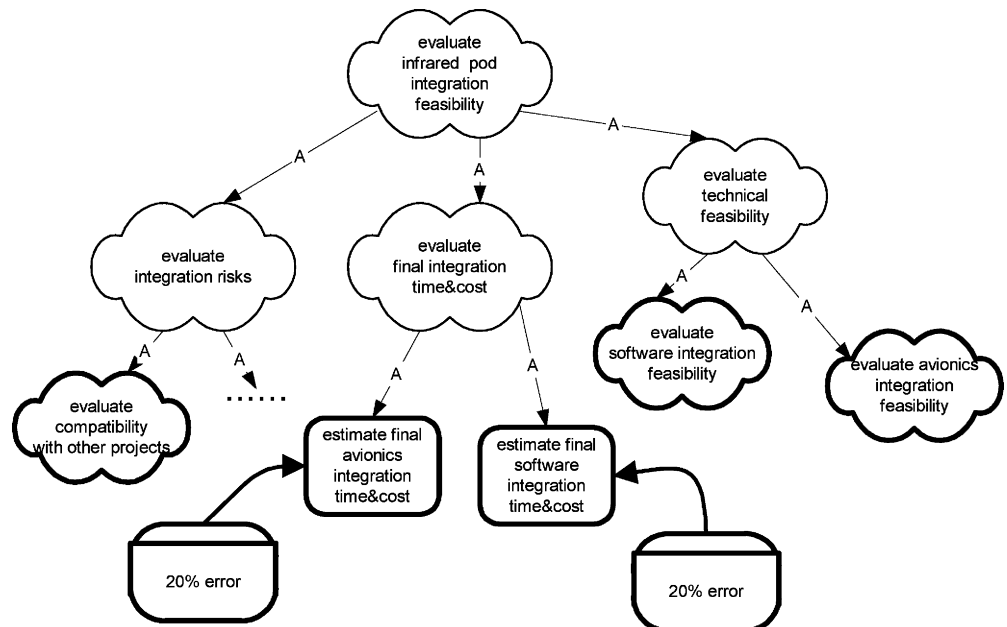 evaluate
infrared pod
integration
feasibility
A
A
A
evaluate
technical
feasibility
evaluate
integration risks
evaluate
final integration
time&cost
A
A
A
A
A
A
evaluate
software integration
feasibility
evaluate avionics
integration
feasibility
evaluate
compatibility
with other projects
......
estimate final
avionics
integration
time&cost
estimate final
software
integration
time&cost
20% error
20% error